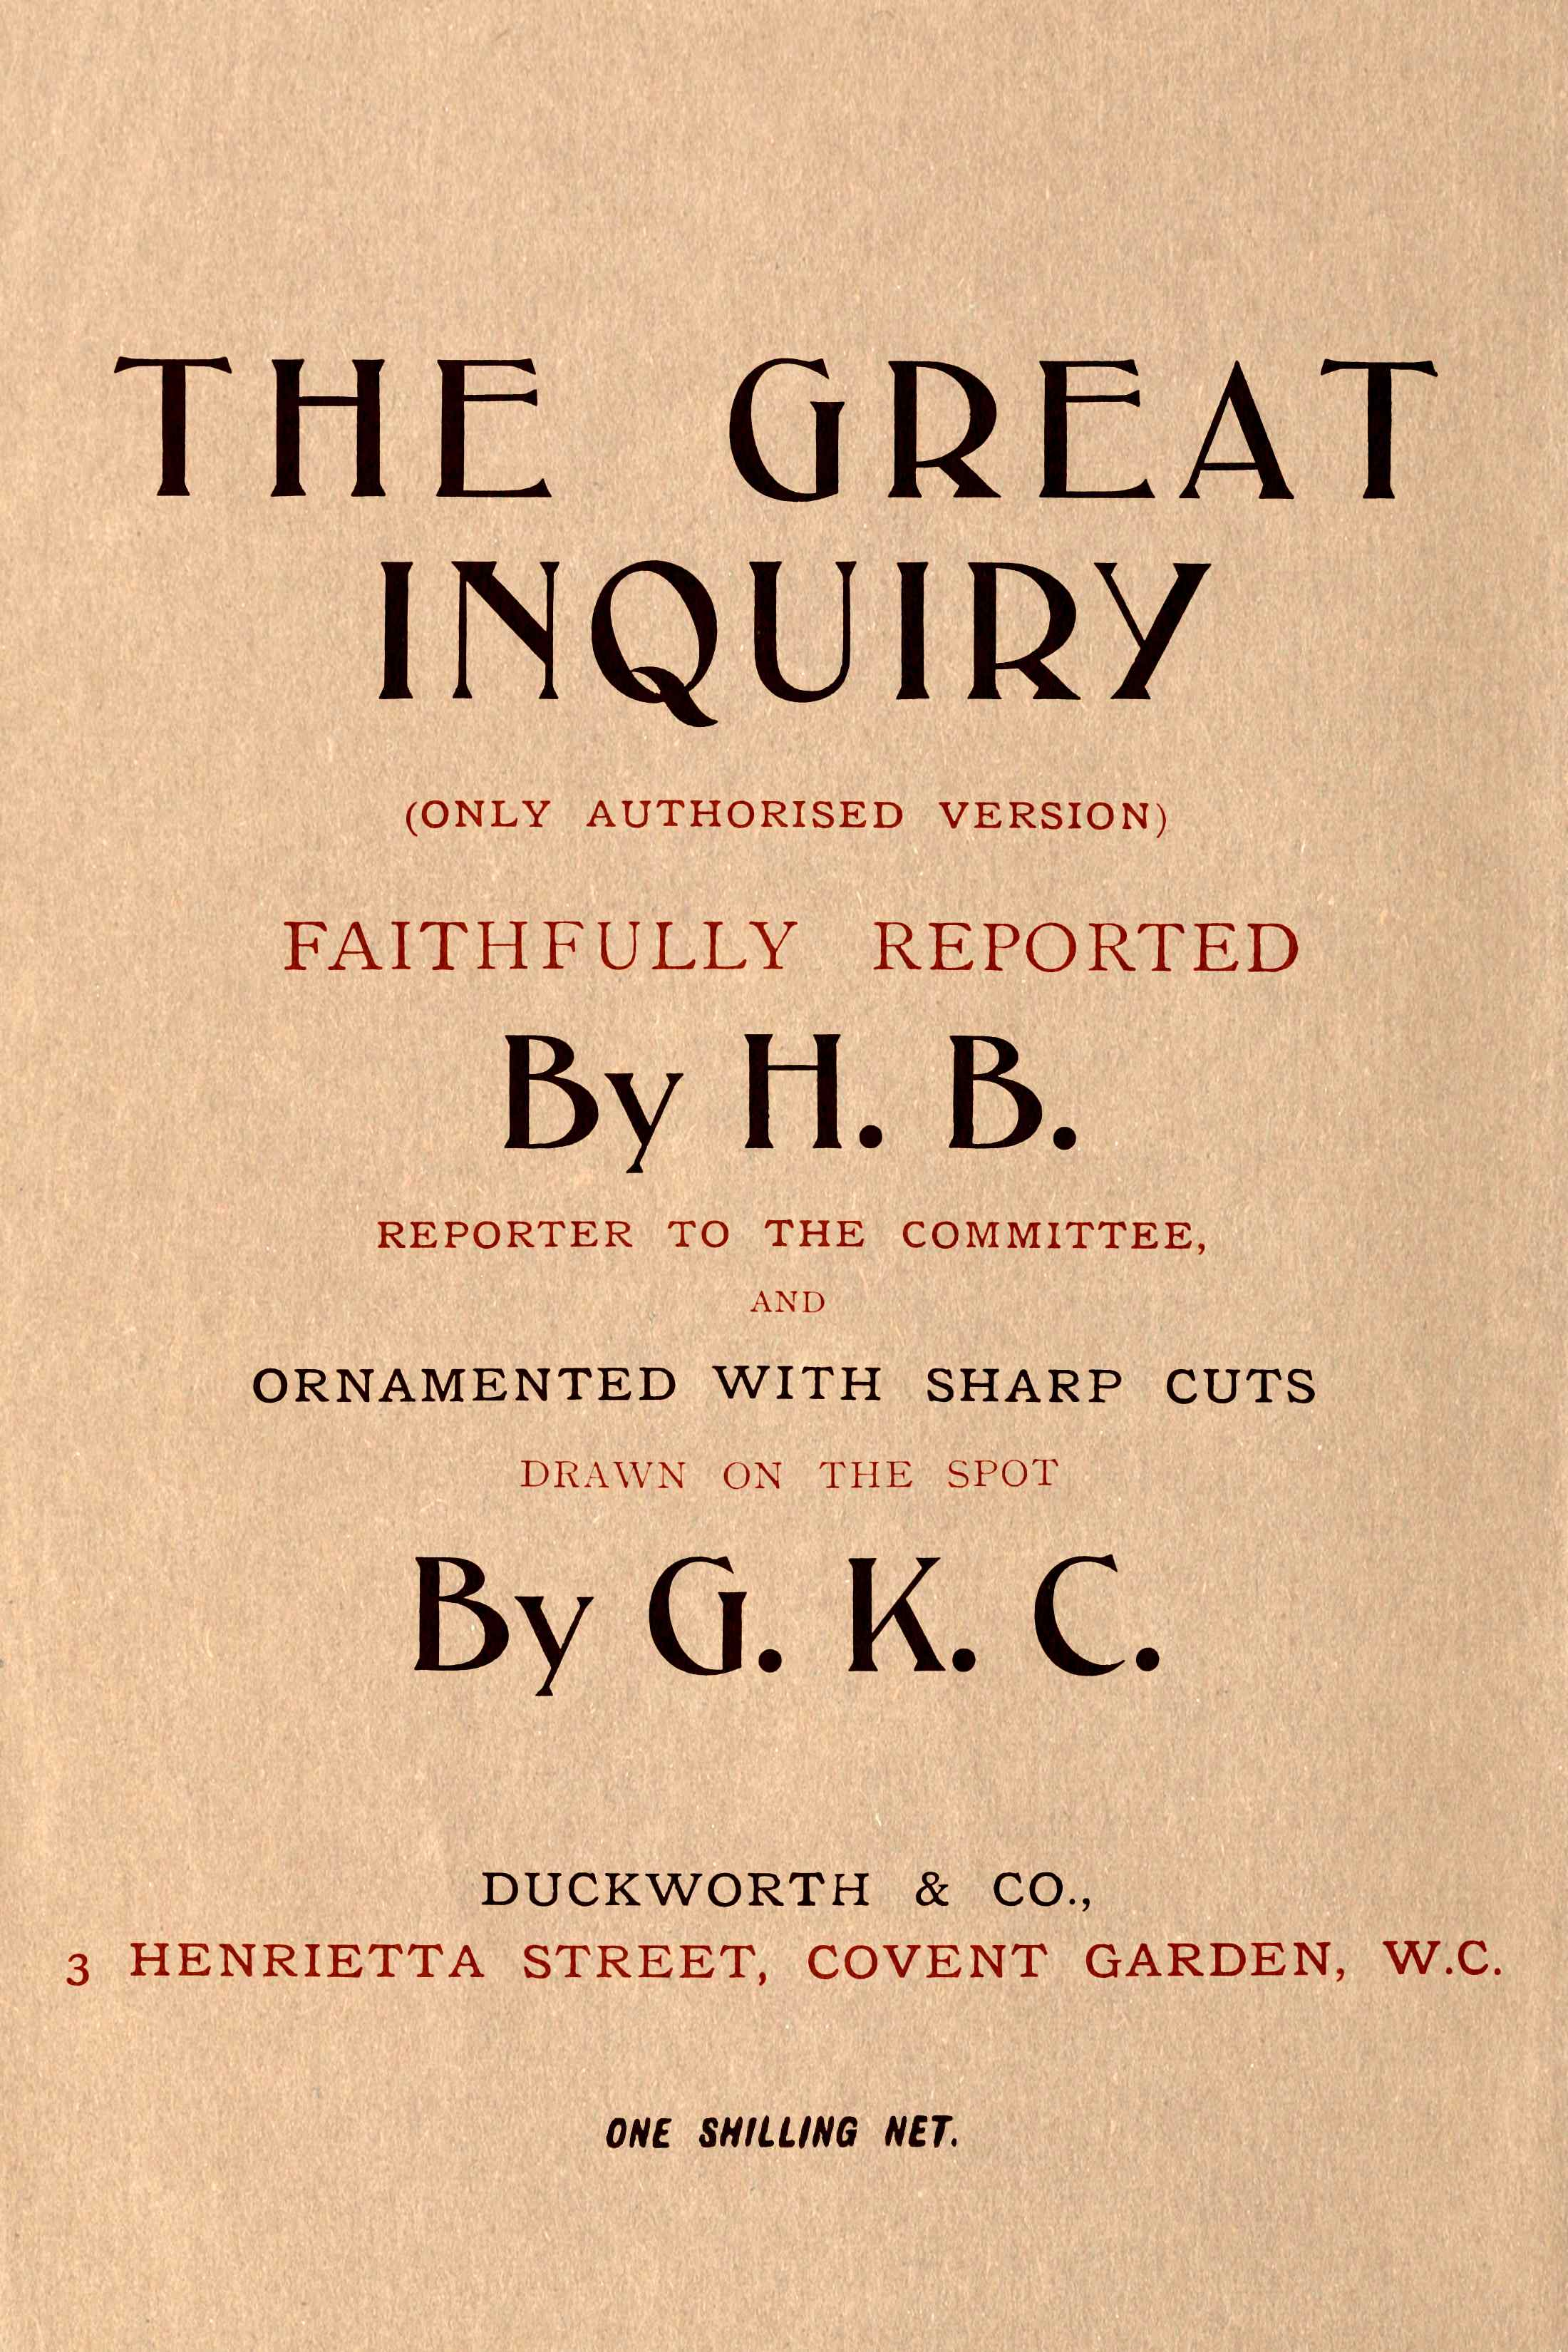 THE GREAT
INQUIRY
(ONLY AUTHORISED VERSION)
FAITHFULLY REPORTED
By H. B.
REPORTER TO THE COMMITTEE,
AND
ORNAMENTED WITH SHARP CUTS
DRAWN ON THE SPOT
By G. K. C.
DUCKWORTH & CO.,
3 HENRIETTA STREET, COVENT GARDEN, W.C.
ONE SHILLING NET.